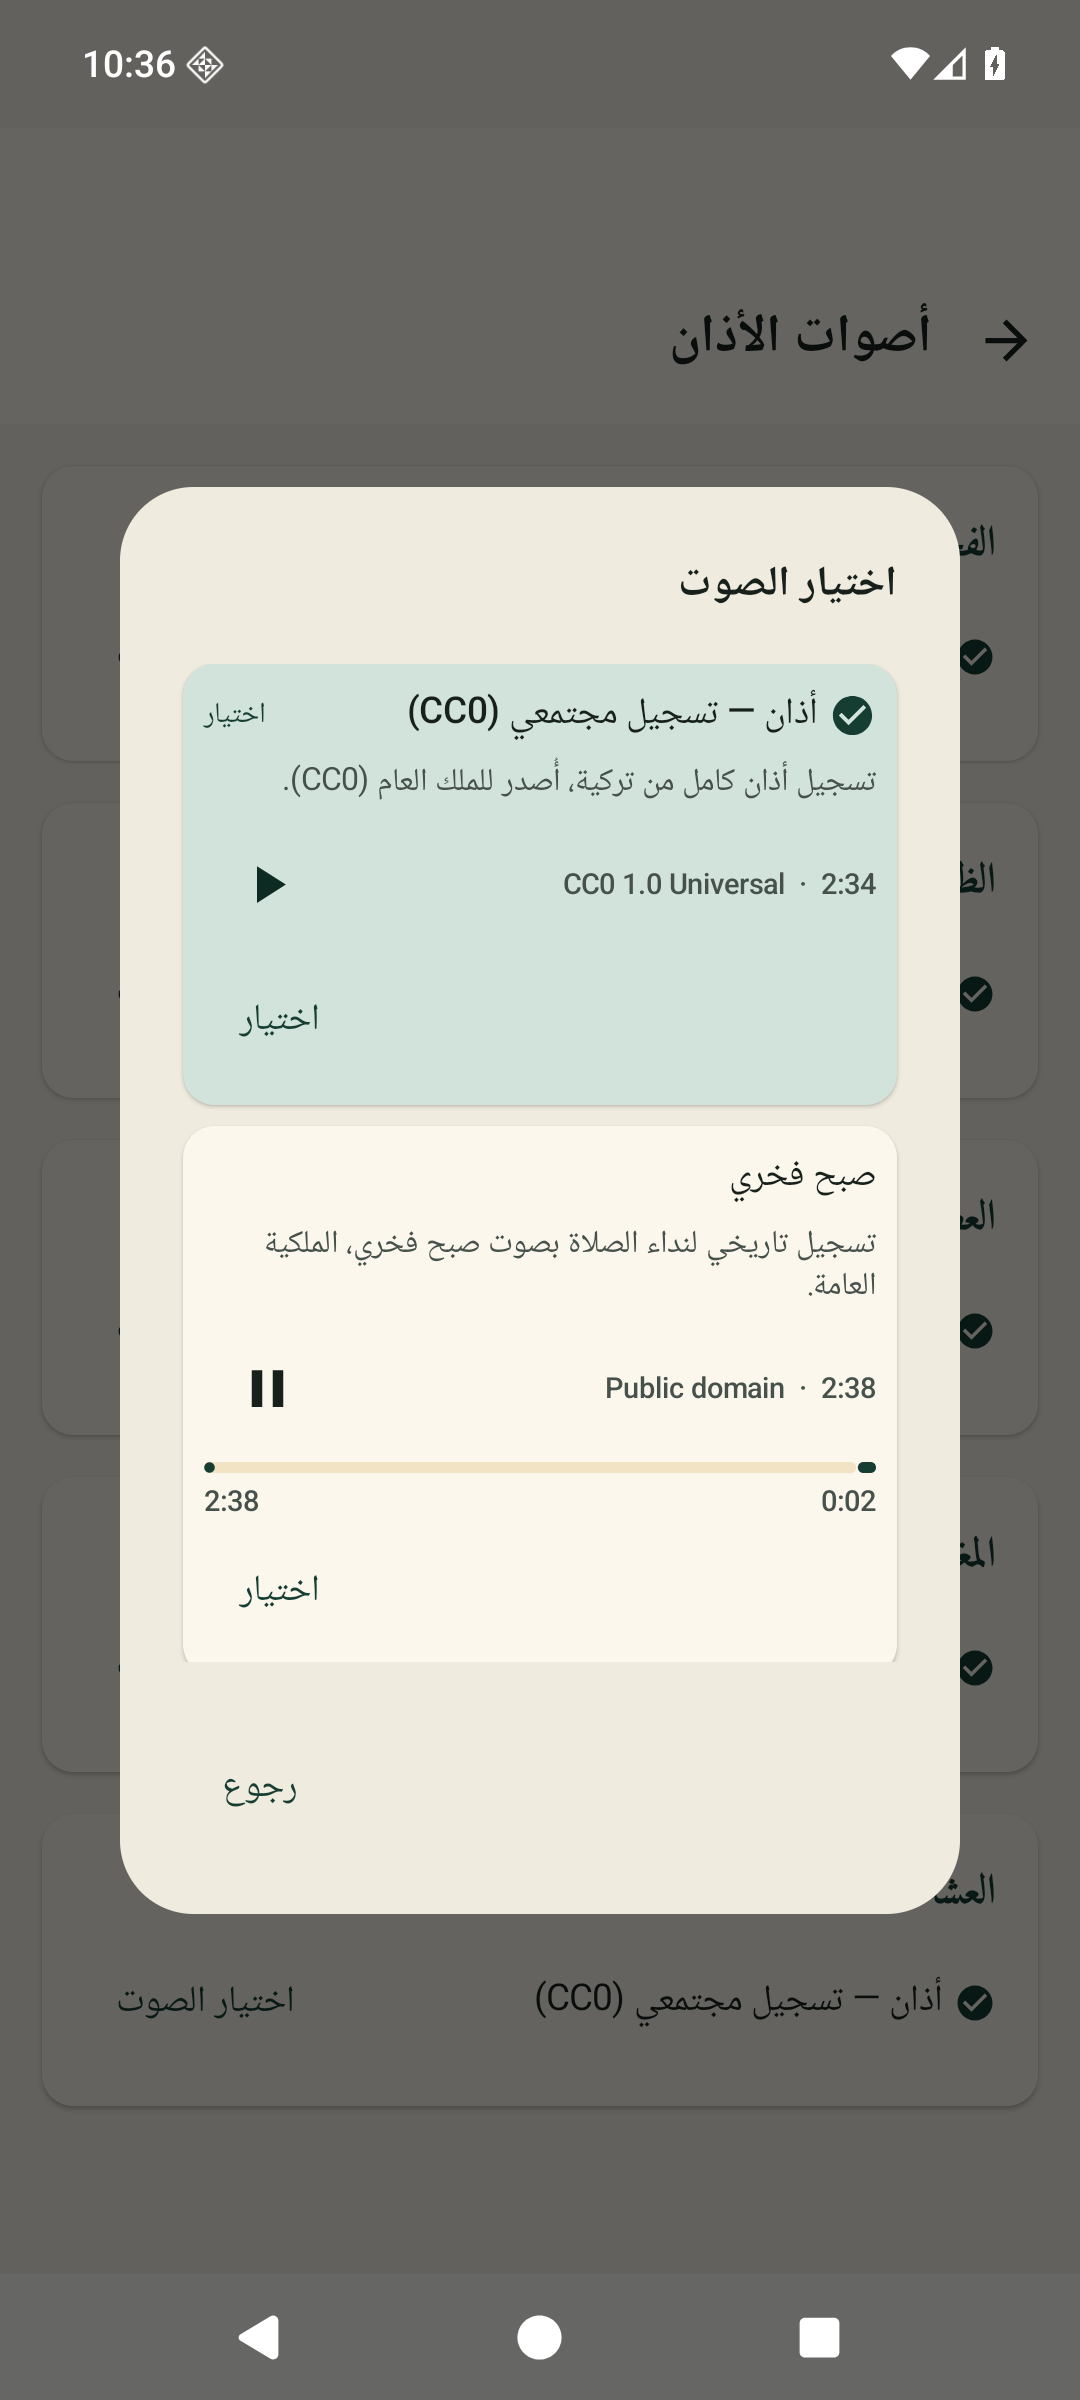 10:36
أصوات الأذان
اختيار الصوت
أذان – تسجيل مجتمعي (CC0)
اختيار
تسجيل أذان كامل من تركية، أُصدر للملك العام (CC0).
2:34 · CC0 1.0 Universal
اختيار
صبح فخري
تسجيل تاريخي لنداء الصلاة بصوت صبح فخري، الملكية
العامة.
2:38 · Public domain
0:02
2:38
اختيار
رجوع
أذان – تسجيل مجتمعي (CC0)
اختيار الصوت